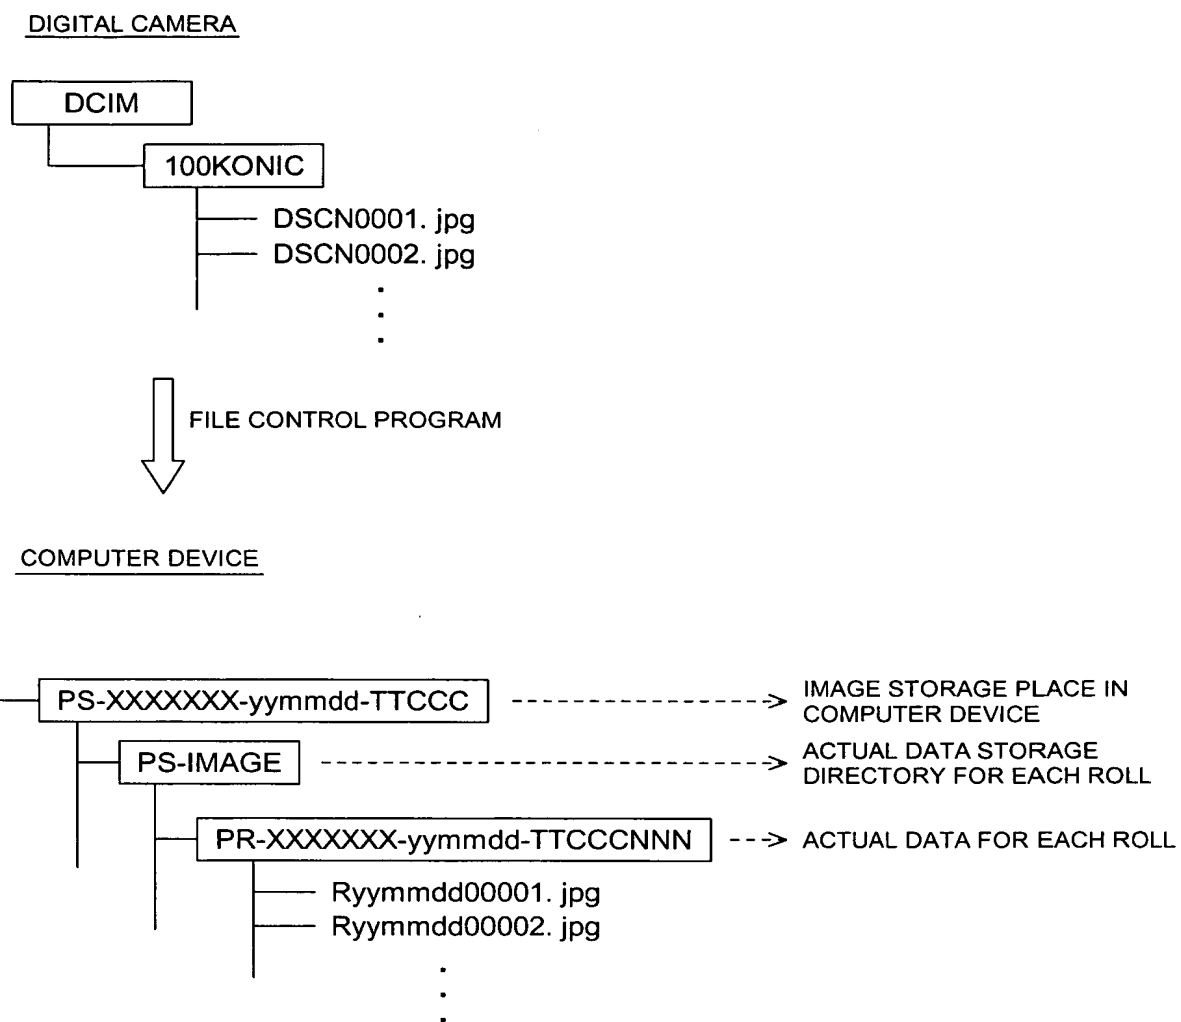 DIGITAL CAMERA
DCIM
100KONIC
DSCN0001. jpg
DSCN0002. jpg
FILE CONTROL PROGRAM
COMPUTER DEVICE
PS-XXXXXXX-yymmdd-TTCCC
IMAGE STORAGE PLACE IN
COMPUTER DEVICE
PS-IMAGE
ACTUAL DATA STORAGE
DIRECTORY FOR EACH ROLL
PR-XXXXXXX-yymmdd-TTCCCNNN
ACTUAL DATA FOR EACH ROLL
Ryymmdd00001. jpg
Ryymmdd00002. jpg